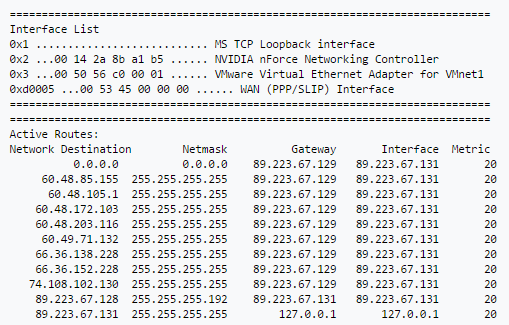 ===========================================================================
Interface List
0x1 ........................... MS TCP Loopback interface
0x2 ...00 14 2a 8b a1 b5 ...... NVIDIA nForce Networking Controller
0x3 ...00 50 56 c0 00 01 ...... VMware Virtual Ethernet Adapter for VMnet1
0xd0005 ...00 53 45 00 00 00 ...... WAN (PPP/SLIP) Interface
===========================================================================
===========================================================================
Active Routes:
Network Destination        Netmask          Gateway       Interface  Metric
          0.0.0.0          0.0.0.0    89.223.67.129   89.223.67.131      20
     60.48.85.155  255.255.255.255    89.223.67.129   89.223.67.131      20
      60.48.105.1  255.255.255.255    89.223.67.129   89.223.67.131      20
    60.48.172.103  255.255.255.255    89.223.67.129   89.223.67.131      20
    60.48.203.116  255.255.255.255    89.223.67.129   89.223.67.131      20
     60.49.71.132  255.255.255.255    89.223.67.129   89.223.67.131      20
    66.36.138.228  255.255.255.255    89.223.67.129   89.223.67.131      20
    66.36.152.228  255.255.255.255    89.223.67.129   89.223.67.131      20
   74.108.102.130  255.255.255.255    89.223.67.129   89.223.67.131      20
    89.223.67.128  255.255.255.192    89.223.67.131   89.223.67.131      20
    89.223.67.131  255.255.255.255        127.0.0.1       127.0.0.1      20